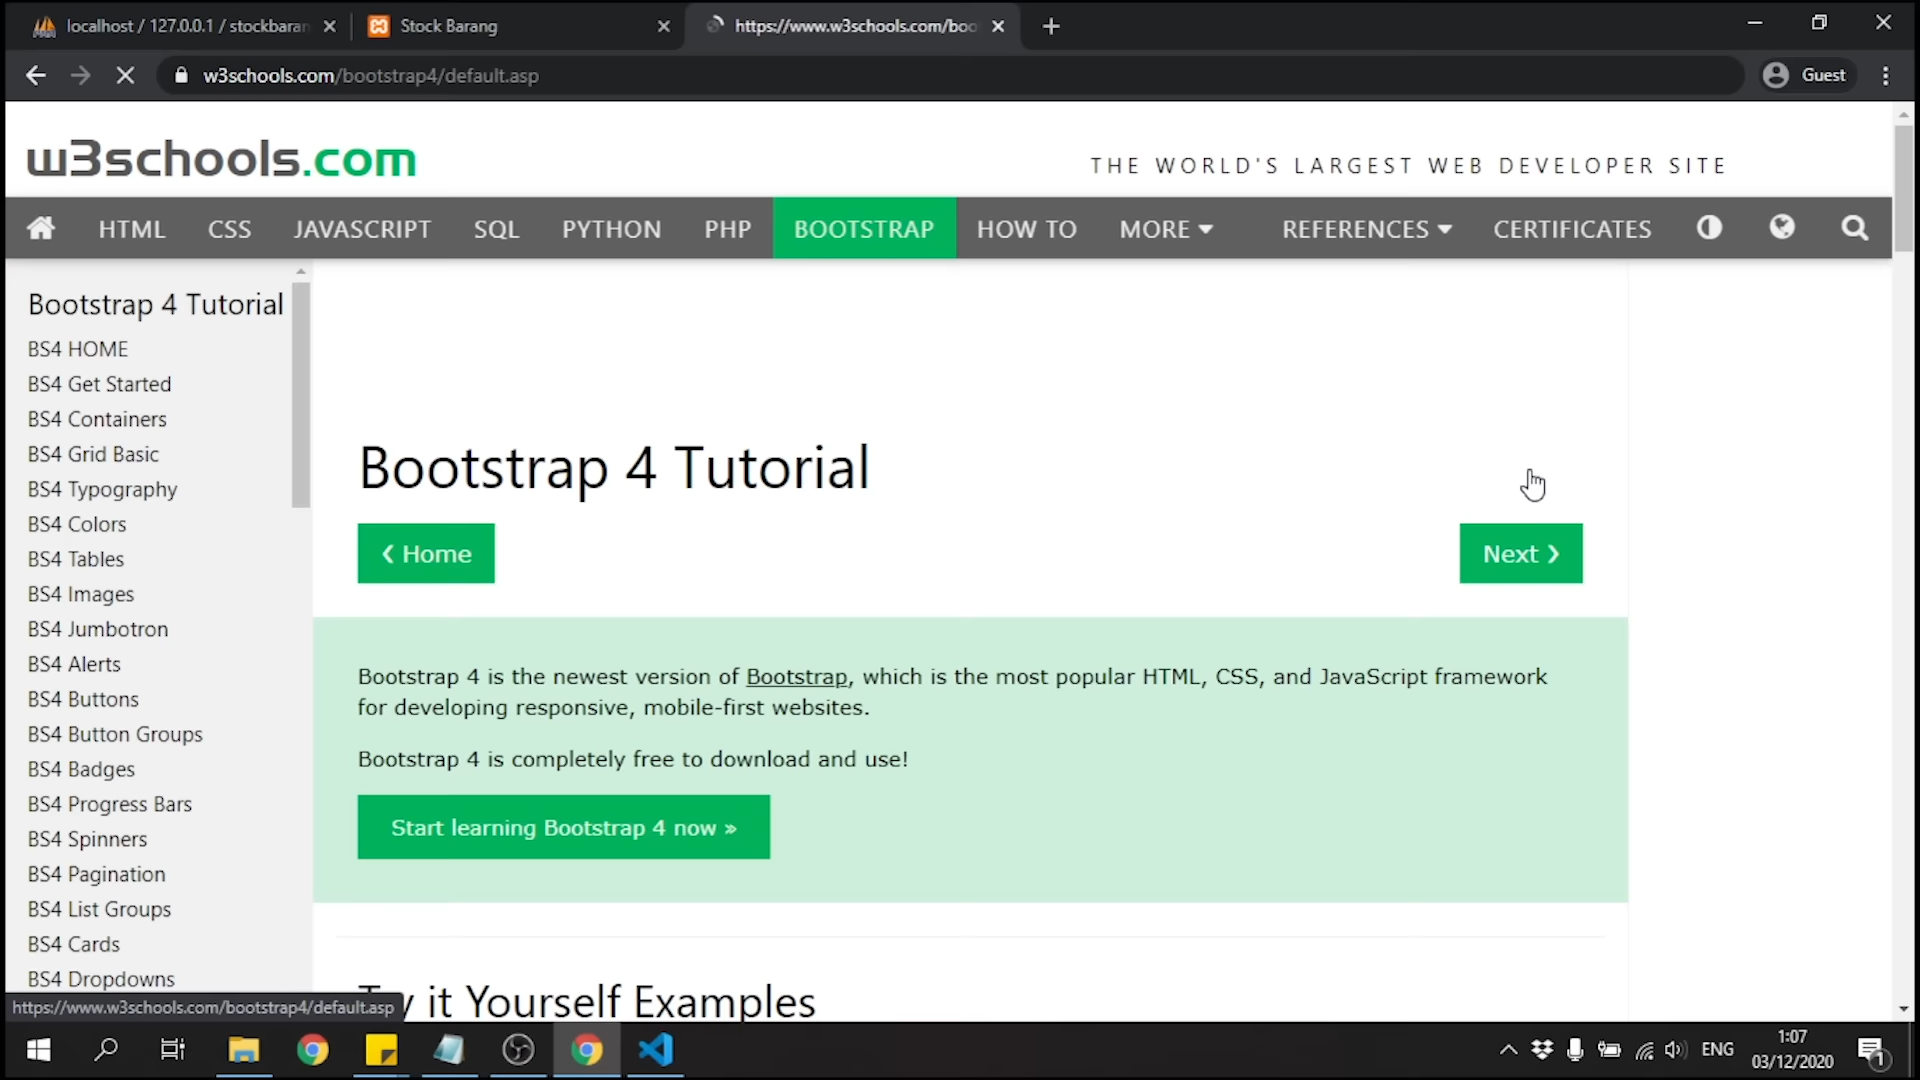 localhost / 127.0.0.1 / stockbaran
Stock Barang
https://www.w3schools.com/boo
w3schools.com/bootstrap4/default.asp
Guest
w3schools.com
THE WORLD'S LARGEST WEB DEVELOPER SITE
HTML CSS JAVASCRIPT SQL PYTHON PHP BOOTSTRAP HOW TO MORE REFERENCES CERTIFICATES
Bootstrap 4 Tutorial
BS4 HOME
BS4 Get Started
BS4 Containers
BS4 Grid Basic
BS4 Typography
BS4 Colors
BS4 Tables
BS4 Images
BS4 Jumbotron
BS4 Alerts
BS4 Buttons
BS4 Button Groups
BS4 Badges
BS4 Progress Bars
BS4 Spinners
BS4 Pagination
BS4 List Groups
BS4 Cards
BS4 Dropdowns
Bootstrap 4 Tutorial
❮ Home
Next ❯
Bootstrap 4 is the newest version of Bootstrap, which is the most popular HTML, CSS, and JavaScript framework
for developing responsive, mobile-first websites.
Bootstrap 4 is completely free to download and use!
Start learning Bootstrap 4 now »
Try it Yourself Examples
https://www.w3schools.com/bootstrap4/default.asp
ENG
1:07
03/12/2020
1